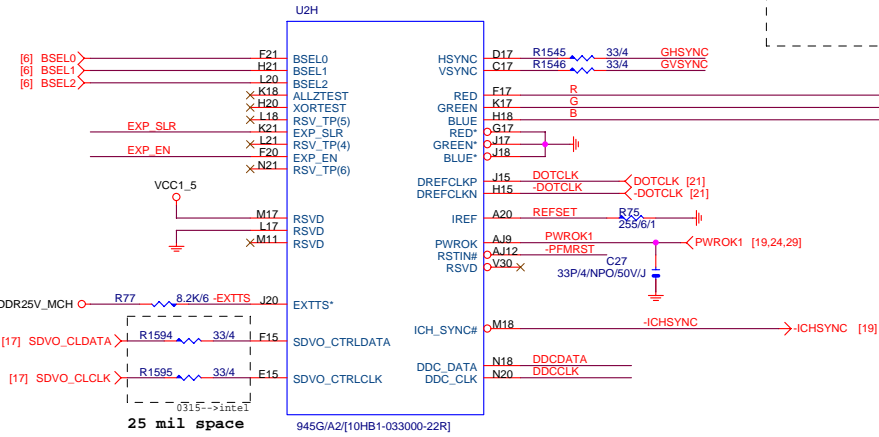 U2H
[6] BSEL0 F21 BSEL0
[6] BSEL1 H21 BSEL1
[6] BSEL2 L20 BSEL2
K18 ALLZTEST
H20 XORTEST
L18 RSV_TP(5)
EXP_SLR K21 EXP_SLR
L21 RSV_TP(4)
EXP_EN F20 EXP_EN
N21 RSV_TP(6)
VCC1_5
M17 RSVD
L17 RSVD
M11 RSVD
DDR25V_MCH R77 8.2K/6 -EXTTS J20 EXTTS*
[17] SDVO_CLDATA R1594 33/4 F15 SDVO_CTRLDATA
[17] SDVO_CLCLK R1595 33/4 E15 SDVO_CTRLCLK
0315-->intel
25 mil space
HSYNC D17 R1545 33/4 GHSYNC
VSYNC C17 R1546 33/4 GVSYNC
RED F17 R
GREEN K17 G
BLUE H18 B
RED* G17
GREEN* J17
BLUE* J18
DREFCLKP J15 DOTCLK DOTCLK [21]
DREFCLKN H15 -DOTCLK -DOTCLK [21]
IREF A20 REFSET R75
255/6/1
PWROK AJ9 PWROK1 PWROK1 [19,24,29]
RSTIN# AJ12 -PFMRST
RSVD V30
C27
33P/4/NPO/50V/J
ICH_SYNC# M18 -ICHSYNC -ICHSYNC [19]
DDC_DATA N18 DDCDATA
DDC_CLK N20 DDCCLK
945G/A2/[10HB1-033000-22R]